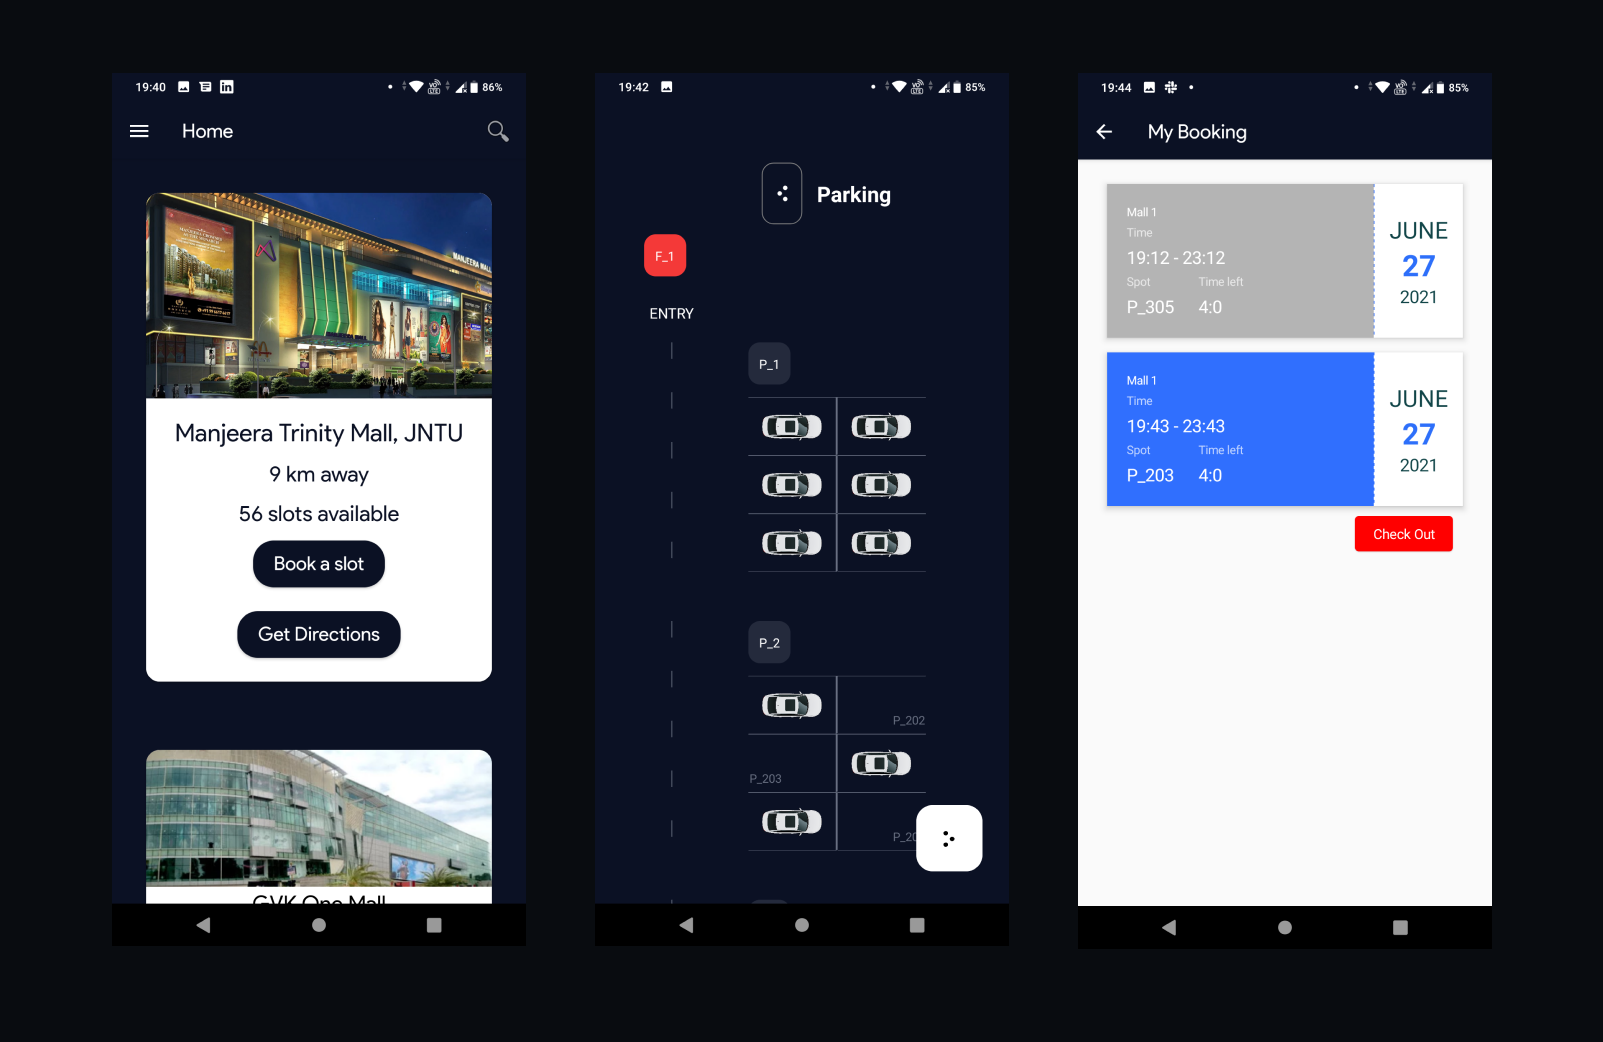 19:40
86%
Home
MANJEERA MALL
Manjeera Trinity Mall, JNTU
9 km away
56 slots available
Book a slot
Get Directions
GVK One Mall
19:42
85%
Parking
F_1
ENTRY
P_1
P_2
P_202
P_203
19:44
85%
My Booking
Mall 1
Time
19:12 - 23:12
Spot Time left
P_305 4:0
JUNE
27
2021
Mall 1
Time
19:43 - 23:43
Spot Time left
P_203 4:0
JUNE
27
2021
Check Out